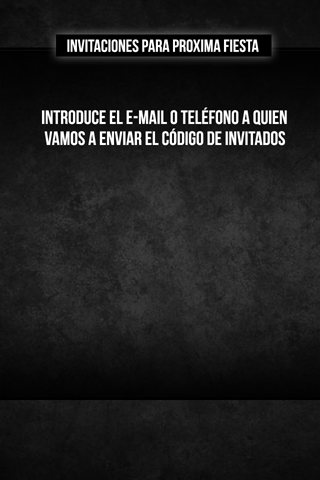 INVITACIONES PARA PROXIMA FIESTA
INTRODUCE EL E-MAIL O TELÉFONO A QUIEN
VAMOS A ENVIAR EL CÓDIGO DE INVITADOS